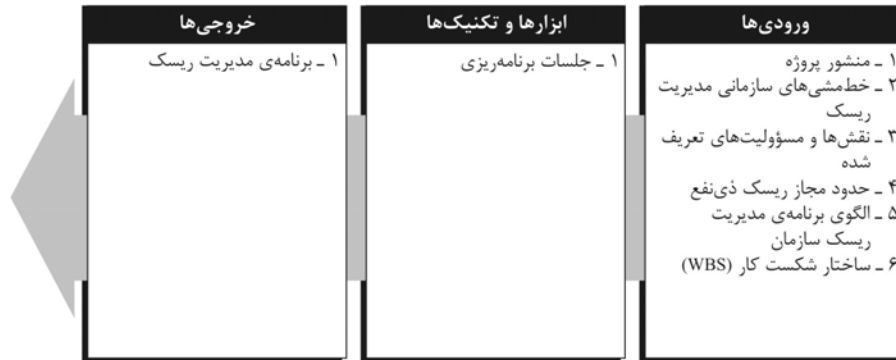 ورودی‌ها
۱ ـ منشور پروژه
۲ ـ خط‌مشی‌های سازمانی مدیریت
ریسک
۳ ـ نقش‌ها و مسؤولیت‌های تعریف
شده
۴ ـ حدود مجاز ریسک ذی‌نفع
۵ ـ الگوی برنامه‌ی مدیریت
ریسک سازمان
۶ ـ ساختار شکست کار (WBS)
ابزارها و تکنیک‌ها
۱ ـ جلسات برنامه‌ریزی
خروجی‌ها
۱ ـ برنامه‌ی مدیریت ریسک